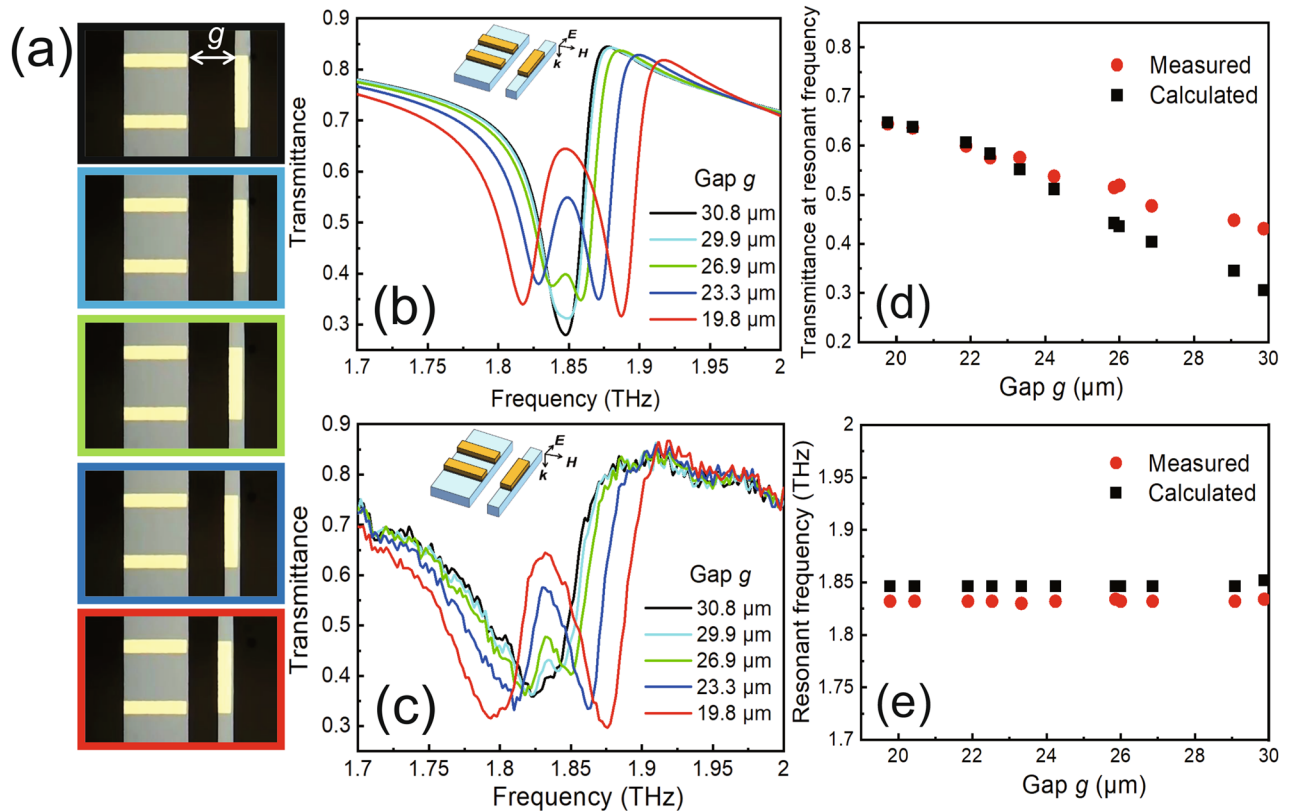 (a)
g
(b)
Transmittance
0.9
0.8
0.7
0.6
0.5
0.4
0.3
E
H
k
Gap g
30.8 μm
29.9 μm
26.9 μm
23.3 μm
19.8 μm
1.7 1.75 1.8 1.85 1.9 1.95 2
Frequency (THz)
(c)
Transmittance
Transmittance
0.9
0.8
0.7
0.6
0.5
0.4
0.3
E
H
k
Gap g
30.8 μm
29.9 μm
26.9 μm
23.3 μm
19.8 μm
1.7 1.75 1.8 1.85 1.9 1.95 2
Frequency (THz)
(d)
Transmittance at resonant frequency
0.8
0.7
0.6
0.5
0.4
0.3
0.2
Measured
Calculated
20 22 24 26 28 30
Gap g (μm)
(e)
Resonant frequency (THz)
2
1.95
1.9
1.85
1.8
1.75
1.7
Measured
Calculated
20 22 24 26 28 30
Gap g (μm)